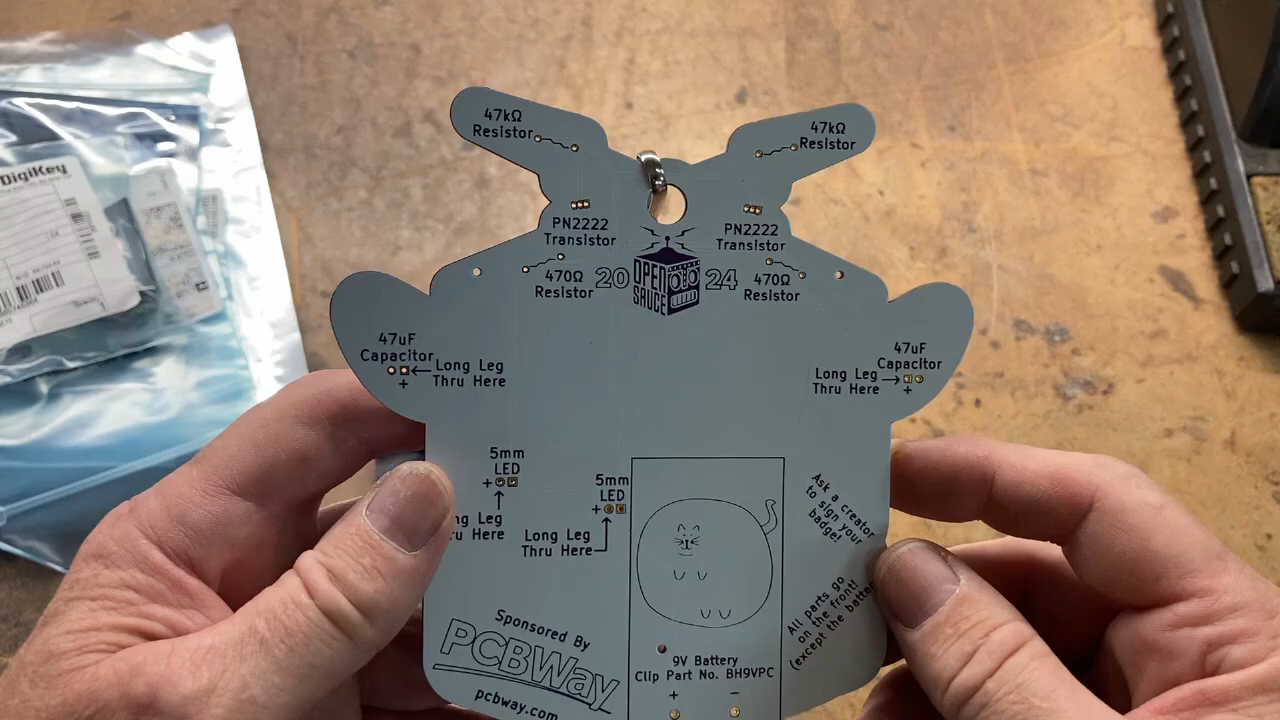 DigiKey
47kΩ
Resistor
47kΩ
Resistor
PN2222
Transistor
PN2222
Transistor
470Ω
Resistor
20
OPEN
SAUCE
24
470Ω
Resistor
47uF
Capacitor
Long Leg
Thru Here
+
47uF
Capacitor
Long Leg
Thru Here
+
5mm
LED
+
Leg
Here
5mm
LED
+
Long Leg
Thru Here
Ask a creator
to sign your
badge!
All parts go
on the front!
(except the
Sponsored By
PCBWay
pcbway.com
9V Battery
Clip Part No. BH9VPC
+ −